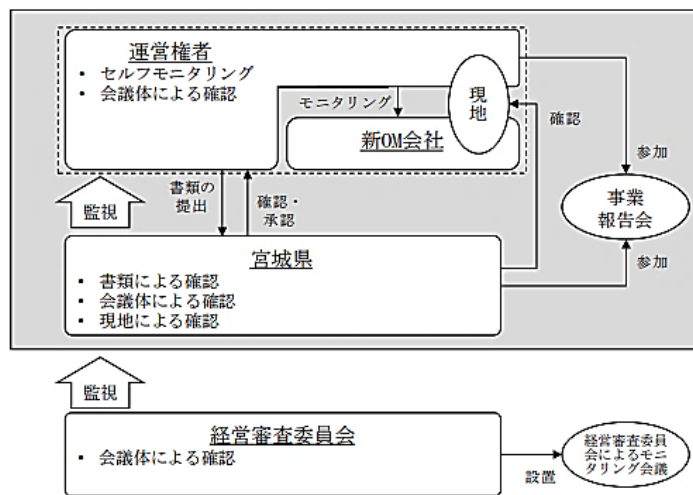 運営権者
・ セルフモニタリング
・ 会議体による確認
モニタリング
現
地
確認
新OM会社
参加
監視
書類の
提出
確認・
承認
事業
報告会
宮城県
・ 書類による確認
・ 会議体による確認
・ 現地による確認
参加
監視
経営審査委員会
・ 会議体による確認
設置
経営審査委員
会によるモニ
タリング会議